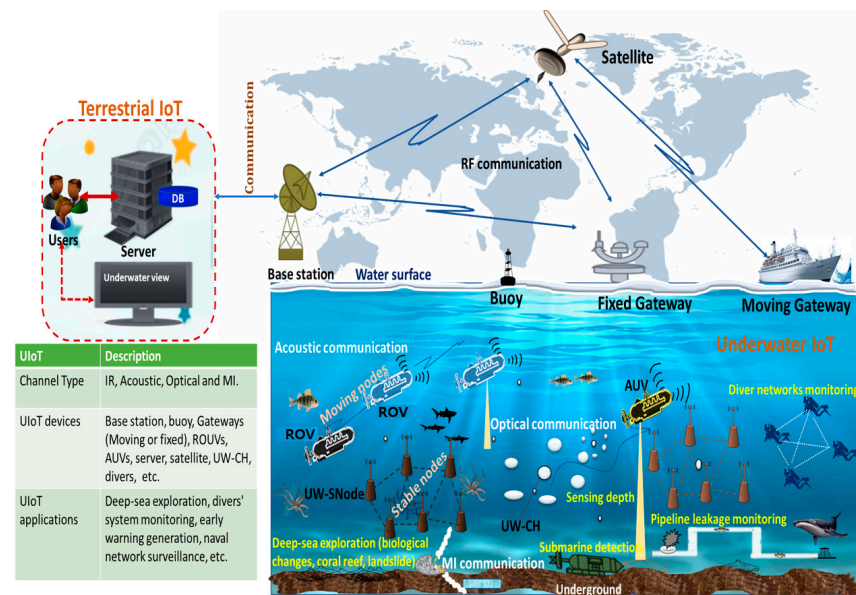 Satellite
Terrestrial IoT
Communication
RF communication
DB
Users
Server
Underwater view
Base station
Water surface
Buoy
Fixed Gateway
Moving Gateway
UIoT Description
Channel Type IR, Acoustic, Optical and MI.
UIoT devices Base station, buoy, Gateways
(Moving or fixed), ROUVs,
AUVs, server, satellite, UW-CH,
divers, etc.
UIoT
applications
Deep-sea exploration, divers'
system monitoring, early
warning generation, naval
network surveillance, etc.
Acoustic communication
Underwater IoT
Moving nodes
ROV
ROV
AUV
Diver networks monitoring
Optical communication
UW-SNode
Stable nodes
Sensing depth
UW-CH
Pipeline leakage monitoring
Deep-sea exploration (biological
changes, coral reef, landslide)
MI communication
Submarine detection
Underground